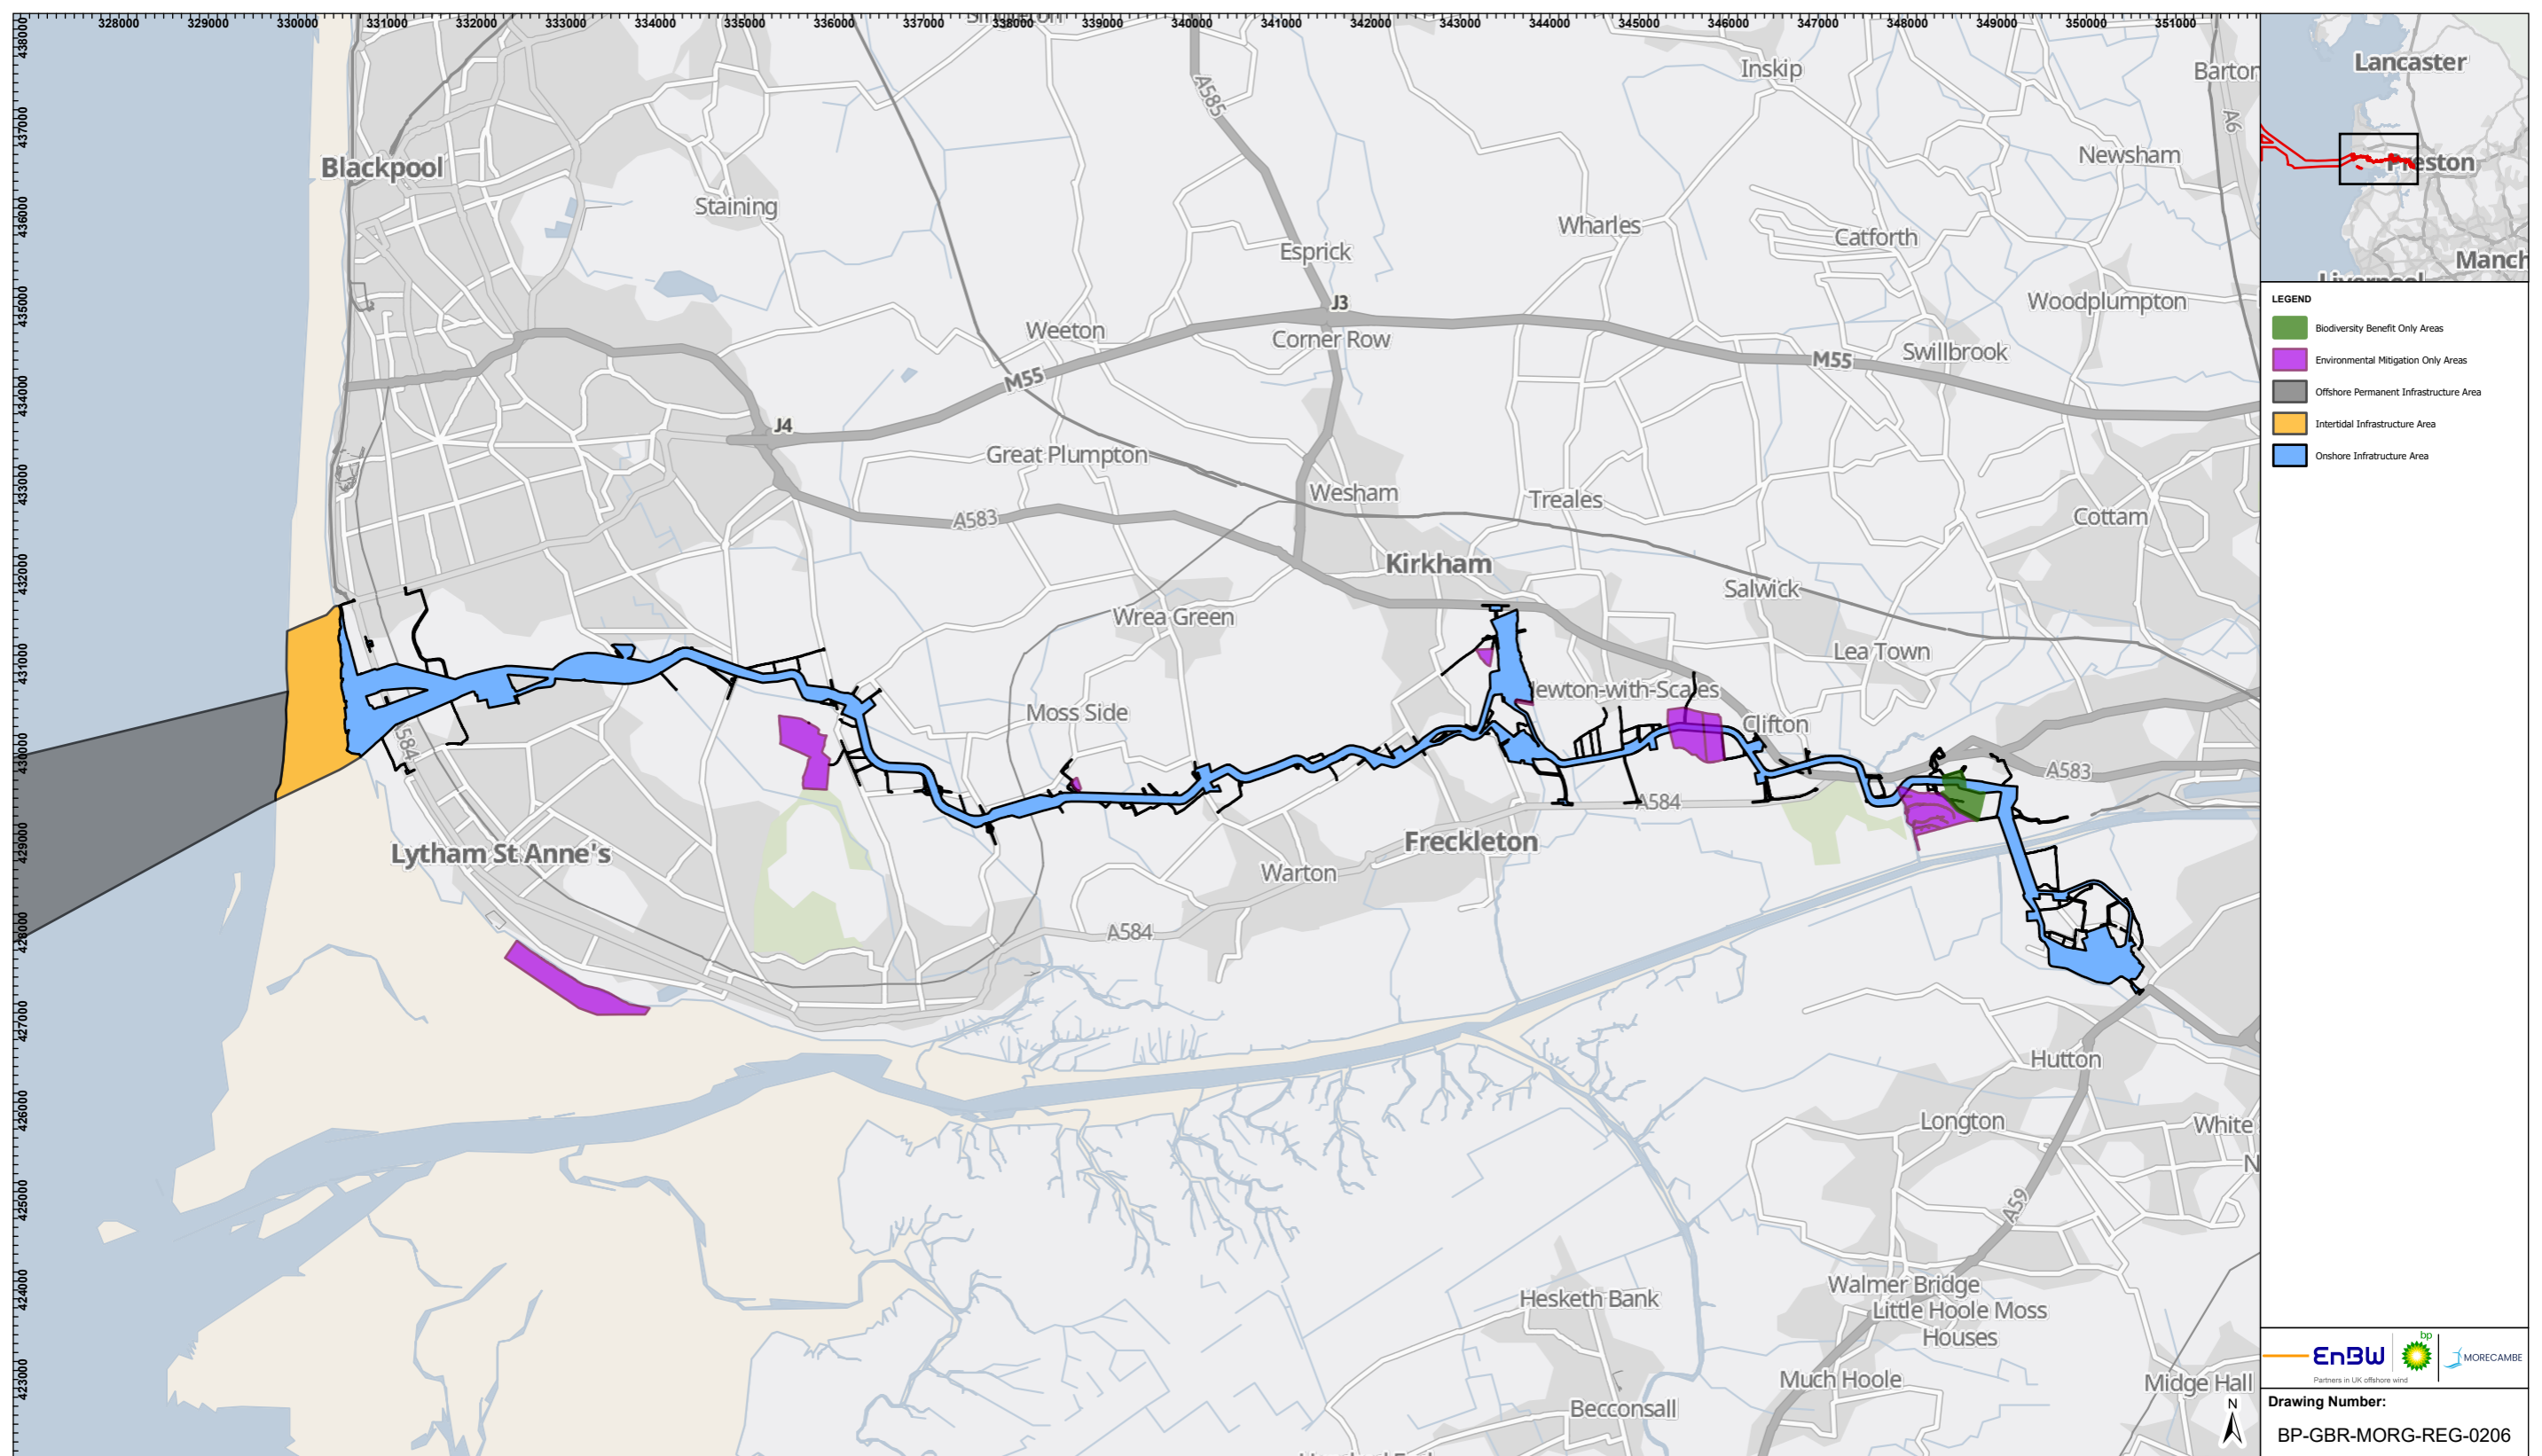 328000 329000 330000 331000 332000 333000 334000 335000 336000 337000 338000 339000 340000 341000 342000 343000 344000 345000 346000 347000 348000 349000 350000 351000
438000
437000
436000
435000
434000
433000
432000
431000
430000
429000
428000
427000
426000
425000
424000
423000
A585
Inskip
Barton
A6
Blackpool
Newsham
Staining
Wharles
Catforth
Esprick
J3
Woodplumpton
Weeton
Corner Row
M55
M55
Swillbrook
J4
Great Plumpton
Wesham
Treales
A583
Cottam
Kirkham
Salwick
Wrea Green
Lea Town
Newton-with-Scales
Moss Side
Clifton
584
A583
A584
Freckleton
Lytham St Anne's
Warton
A584
Hutton
Longton
White
N
A59
Walmer Bridge
Hesketh Bank
Little Hoole Moss
Houses
Much Hoole
Midge Hall
Becconsall
Lancaster
Preston
Manch
Liverpool
LEGEND
Biodiversity Benefit Only Areas
Environmental Mitigation Only Areas
Offshore Permanent Infrastructure Area
Intertidal Infrastructure Area
Onshore Infratructure Area
EnBW
bp
MORECAMBE
Partners in UK offshore wind
N
Drawing Number:
BP-GBR-MORG-REG-0206